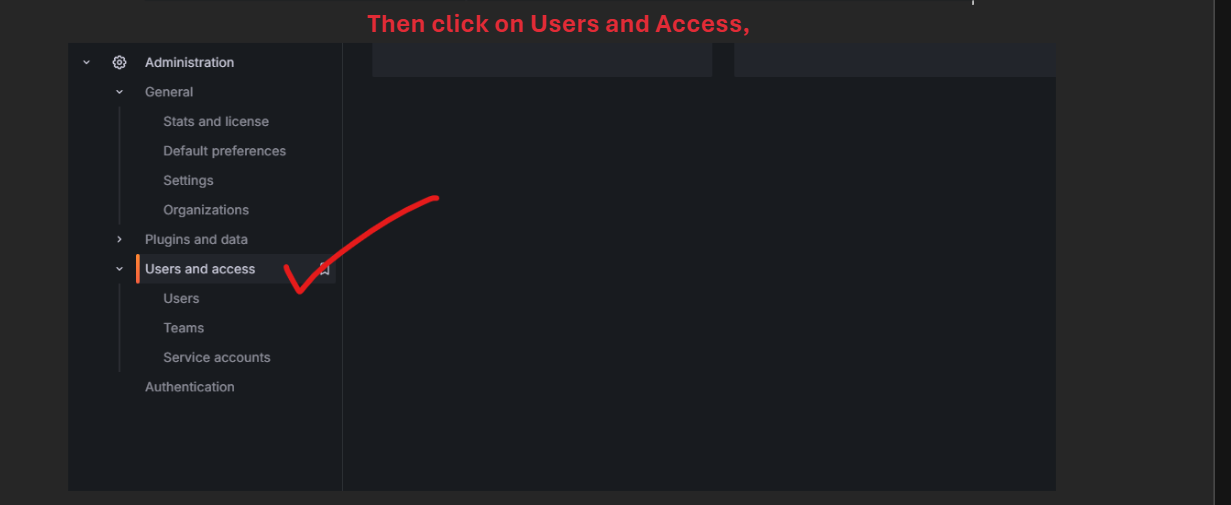 Then click on Users and Access,
Administration
General
Stats and license
Default preferences
Settings
Organizations
Plugins and data
Users and access
Users
Teams
Service accounts
Authentication